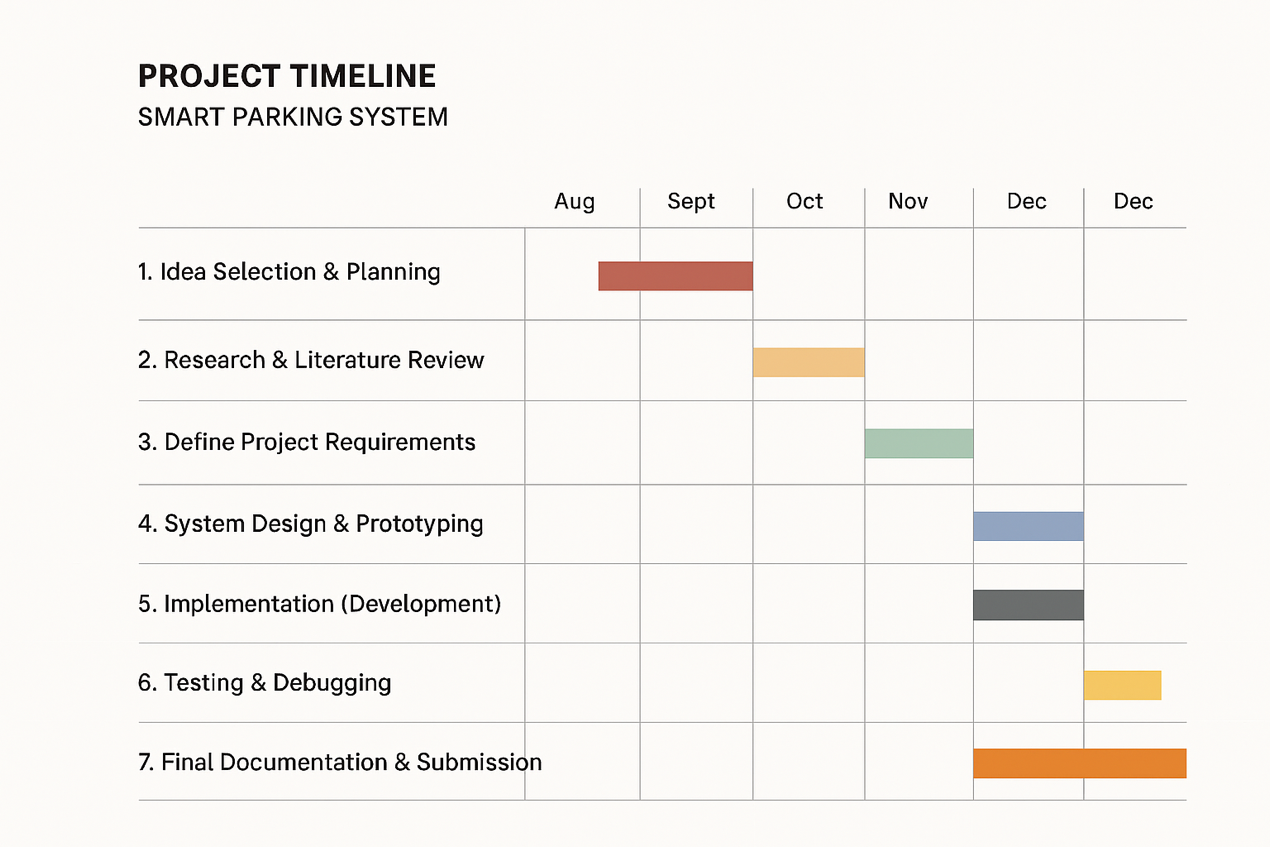 PROJECT TIMELINE
SMART PARKING SYSTEM
Aug Sept Oct Nov Dec Dec
1. Idea Selection & Planning
2. Research & Literature Review
3. Define Project Requirements
4. System Design & Prototyping
5. Implementation (Development)
6. Testing & Debugging
7. Final Documentation & Submission